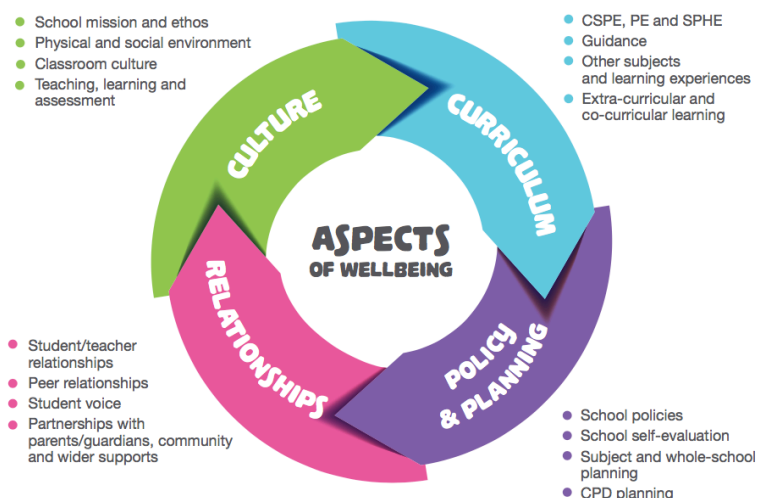 School mission and ethos
Physical and social environment
Classroom culture
Teaching, learning and
assessment
CSPE, PE and SPHE
Guidance
Other subjects
and learning experiences
Extra-curricular and
co-curricular learning
CULTURE
CURRICULUM
ASPECTS
OF WELLBEING
RELATIONSHIPS
POLICY
& PLANNING
Student/teacher
relationships
Peer relationships
Student voice
Partnerships with
parents/guardians, community
and wider supports
School policies
School self-evaluation
Subject and whole-school
planning
CPD planning